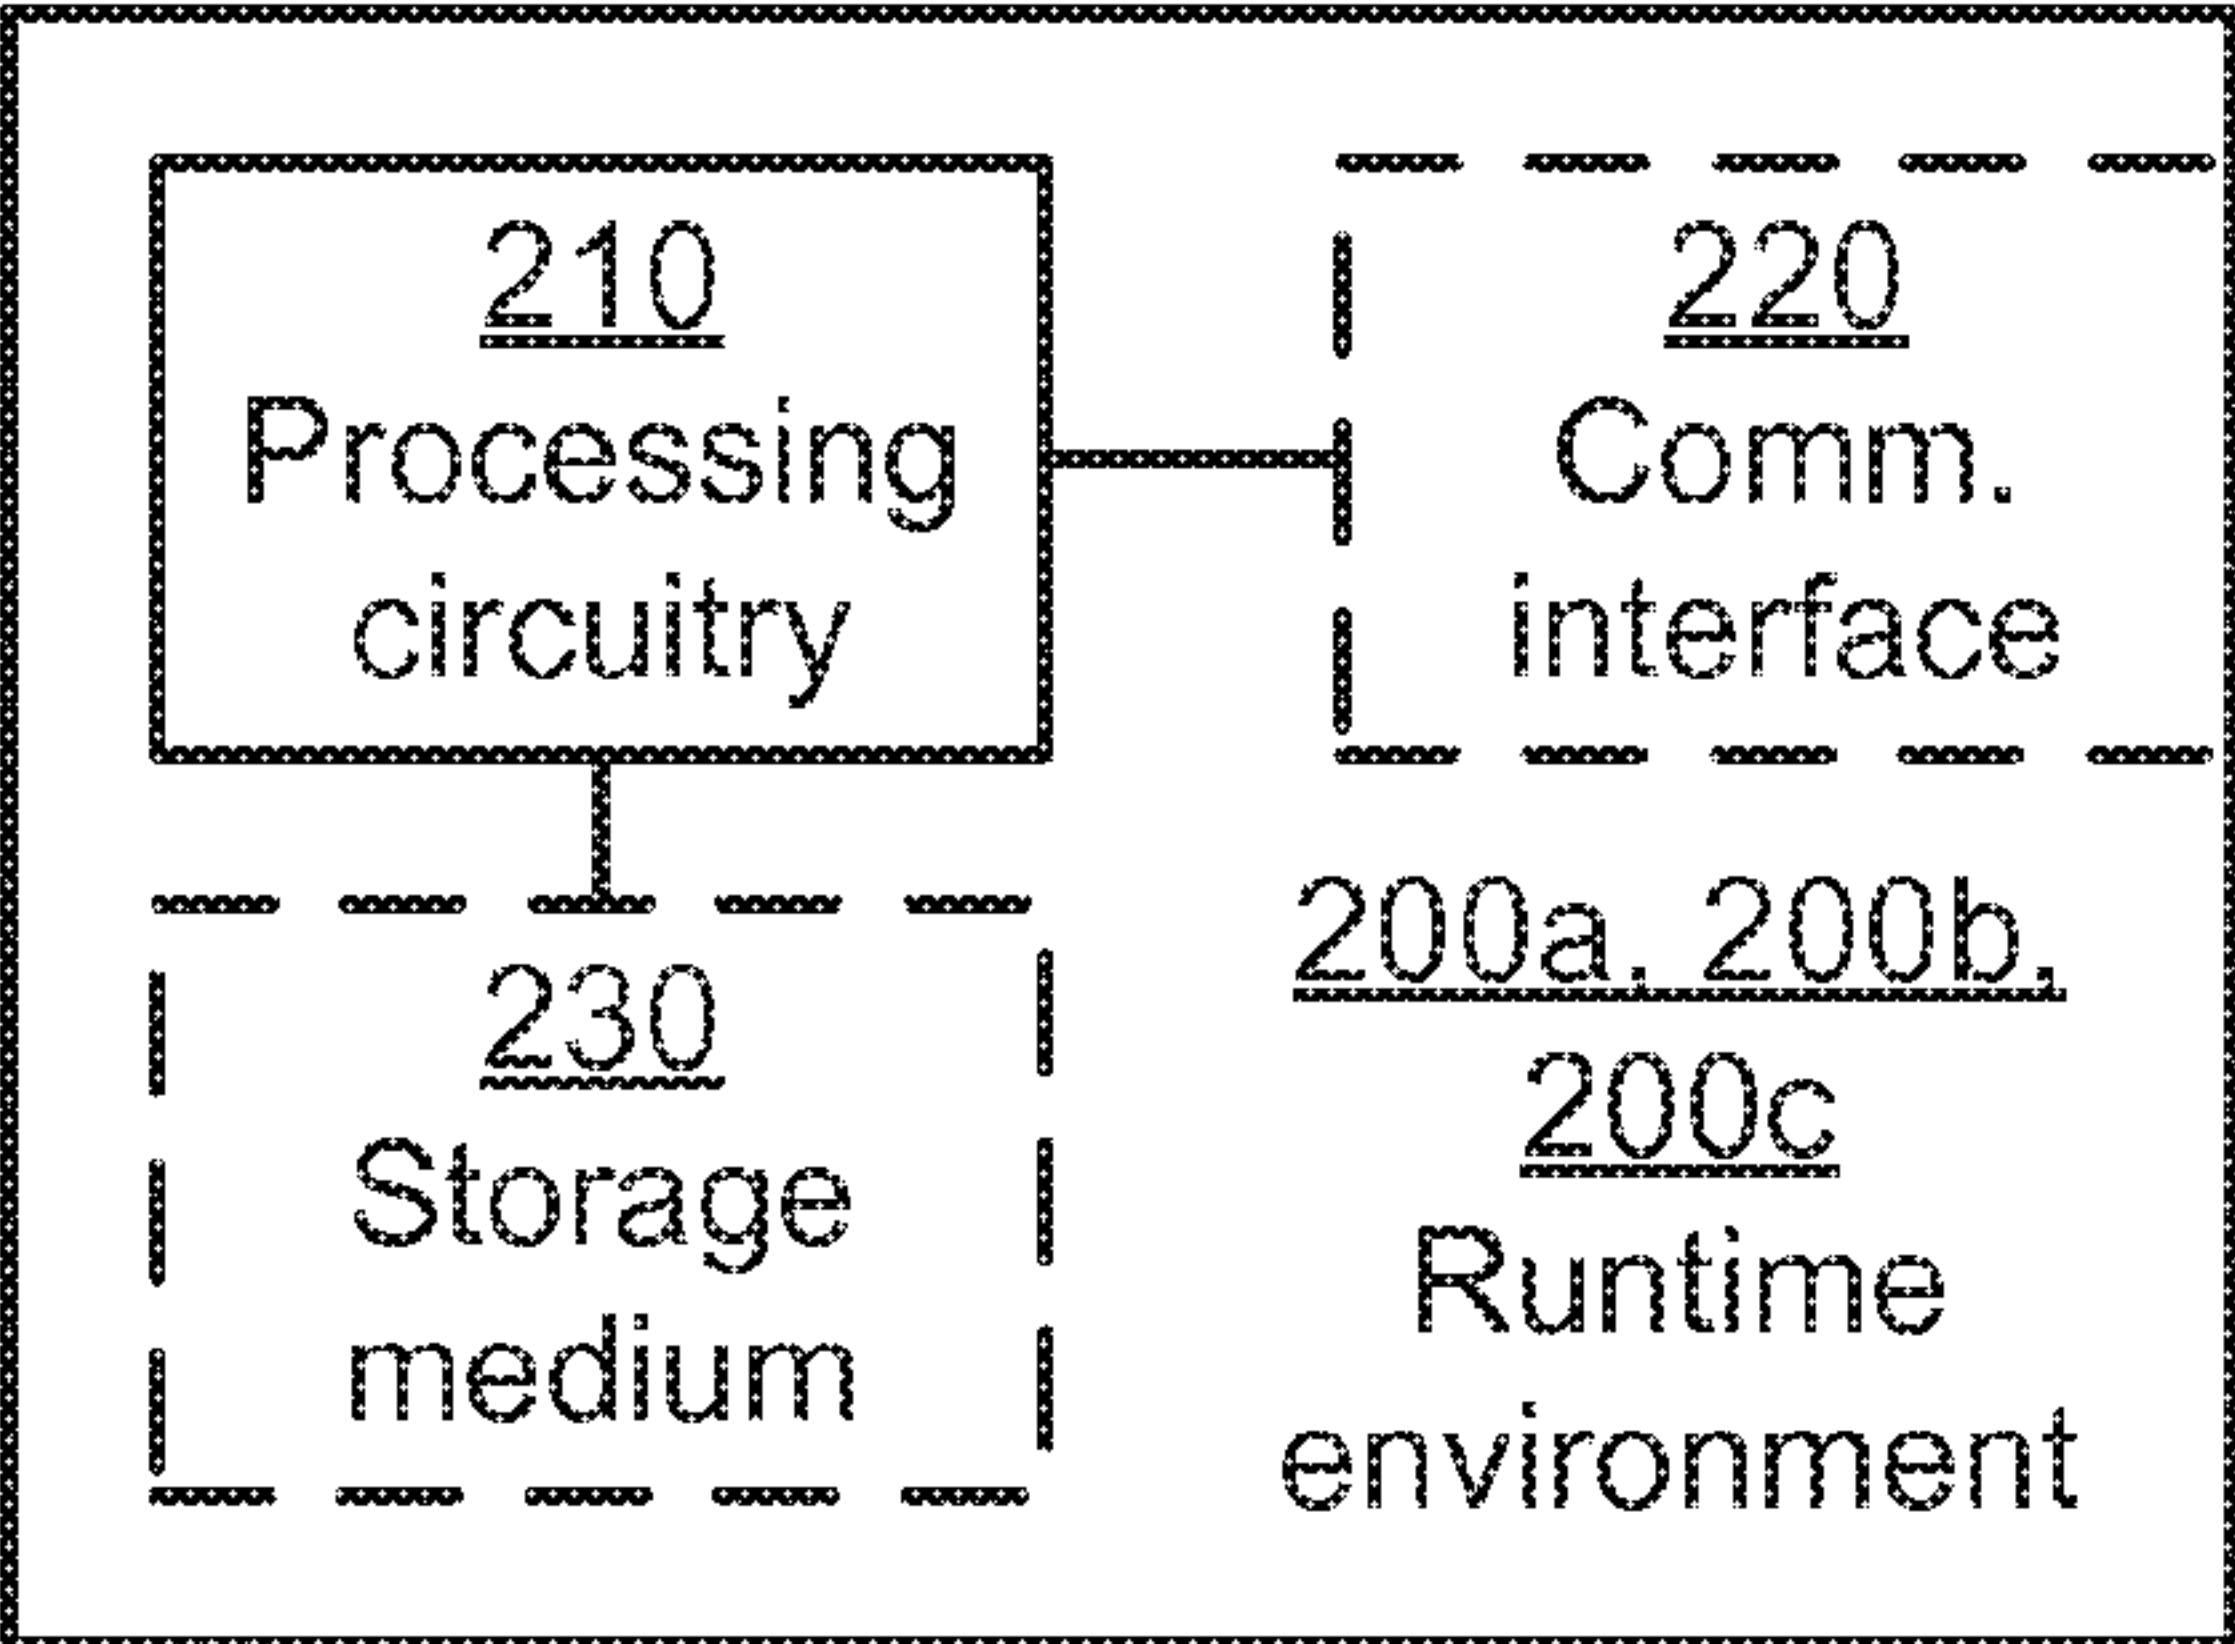 210
Processing
circuitry
220
Comm.
interface
230
Storage
medium
200a, 200b,
200c
Runtime
environment